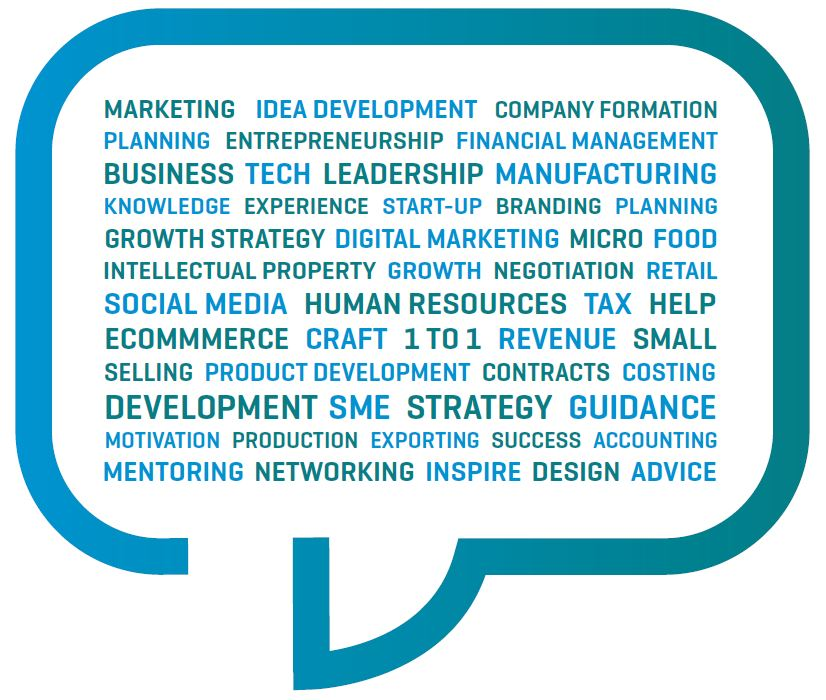 MARKETING IDEA DEVELOPMENT COMPANY FORMATION
PLANNING ENTREPRENEURSHIP FINANCIAL MANAGEMENT
BUSINESS TECH LEADERSHIP MANUFACTURING
KNOWLEDGE EXPERIENCE START-UP BRANDING PLANNING
GROWTH STRATEGY DIGITAL MARKETING MICRO FOOD
INTELLECTUAL PROPERTY GROWTH NEGOTIATION RETAIL
SOCIAL MEDIA HUMAN RESOURCES TAX HELP
ECOMMMERCE CRAFT 1 TO 1 REVENUE SMALL
SELLING PRODUCT DEVELOPMENT CONTRACTS COSTING
DEVELOPMENT SME STRATEGY GUIDANCE
MOTIVATION PRODUCTION EXPORTING SUCCESS ACCOUNTING
MENTORING NETWORKING INSPIRE DESIGN ADVICE